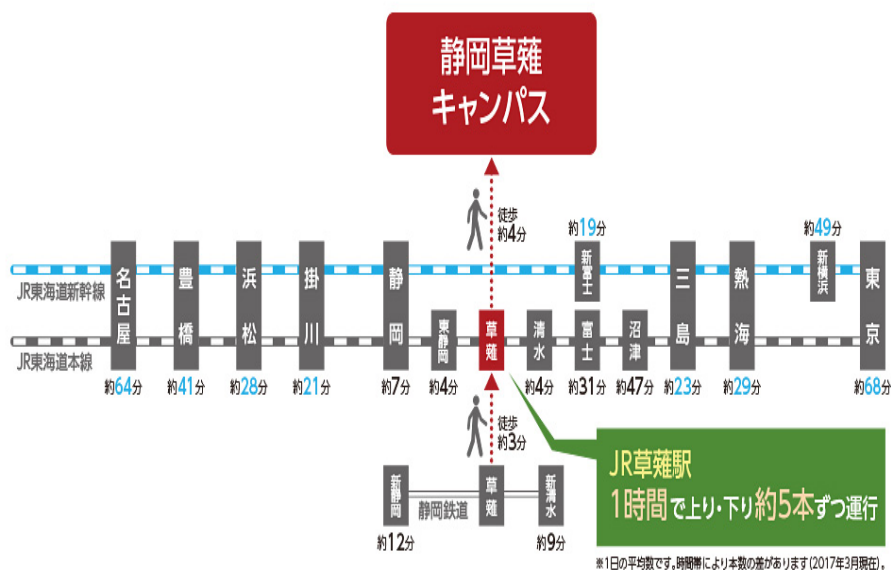 静岡草薙
キャンパス
徒歩
約4分
約19分
約49分
JR東海道新幹線
JR東海道本線
名古屋
豊橋
浜松
掛川
静岡
東静岡
草薙
清水
新富士
富士
沼津
三島
熱海
新横浜
東京
約64分
約41分
約28分
約21分
約7分
約4分
約4分
約31分
約47分
約23分
約29分
約68分
徒歩
約3分
新静岡
静岡鉄道
草薙
新清水
約12分
約9分
JR草薙駅
1時間で上り・下り約5本ずつ運行
※1日の平均数です。時間帯により本数の差があります(2017年3月現在)。